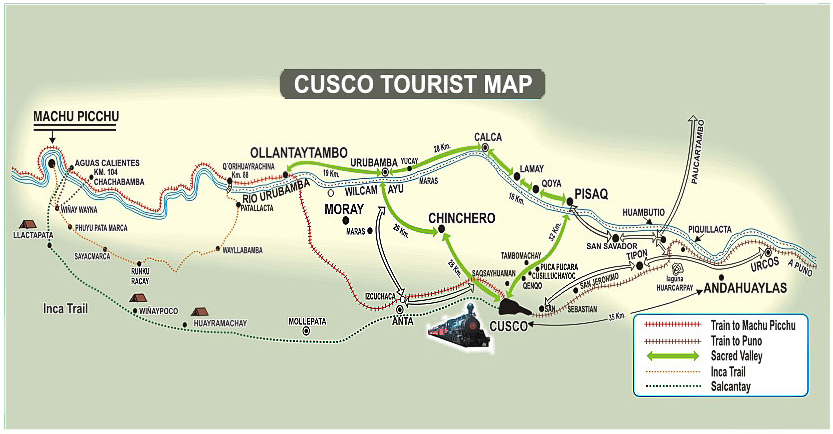 CUSCO TOURIST MAP
MACHU PICCHU
AGUAS CALIENTES
KM. 104
CHACHABAMBA
Q´ORIHUAYRACHINA
Km. 88
OLLANTAYTAMBO
19 Km.
URUBAMBA
YUCAY
28 Km.
CALCA
LAMAY
QOYA
18 Km.
PISAQ
PAUCARTAMBO
HUAMBUTIO
PIQUILLACTA
WIÑAY WAYNA
PHUYU PATA MARCA
LLACTAPATA
SAYACMARCA
RUNKU
RACAY
WAYLLABAMBA
PATALLACTA
RIO URUBAMBA
WILCAM
AYU
MARAS
MORAY
MARAS
CHINCHERO
28 Km.
28 Km.
32 Km.
SAN SAVADOR
TIPON
URCOS
A PUNO
TAMBOMACHAY
PUCA PUCARA
CUSILLUCHAYOC
QENQO
SAQSAYHUAMAN
laguna
HUARCARPAY
ANDAHUAYLAS
SAN JERONIMO
SAN
SEBASTIAN
35 Km.
CUSCO
IZCUCHACA
ANTA
Inca Trail
WIÑAYPOCO
HUAYRAMACHAY
MOLLEPATA
Train to Machu Picchu
Train to Puno
Sacred Valley
Inca Trail
Salcantay